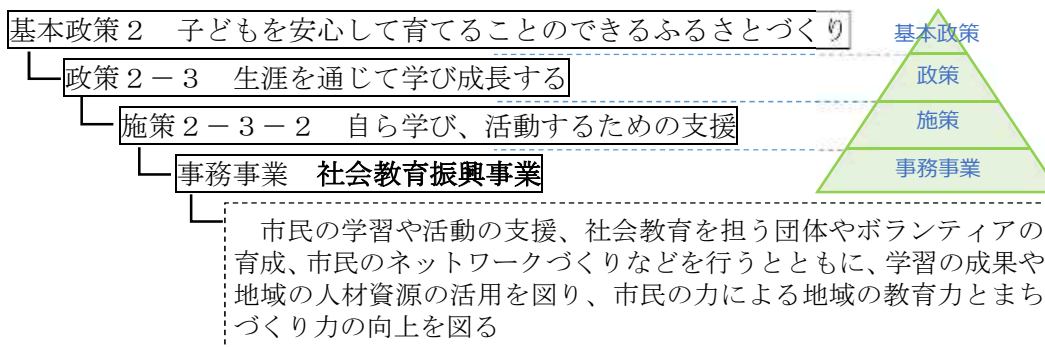 基本政策２　子どもを安心して育てることのできるふるさとづくり
政策２－３　生涯を通じて学び成長する
施策２－３－２　自ら学び、活動するための支援
事務事業　社会教育振興事業
市民の学習や活動の支援、社会教育を担う団体やボランティアの
育成、市民のネットワークづくりなどを行うとともに、学習の成果や
地域の人材資源の活用を図り、市民の力による地域の教育力とまち
づくり力の向上を図る
基本政策
政策
施策
事務事業